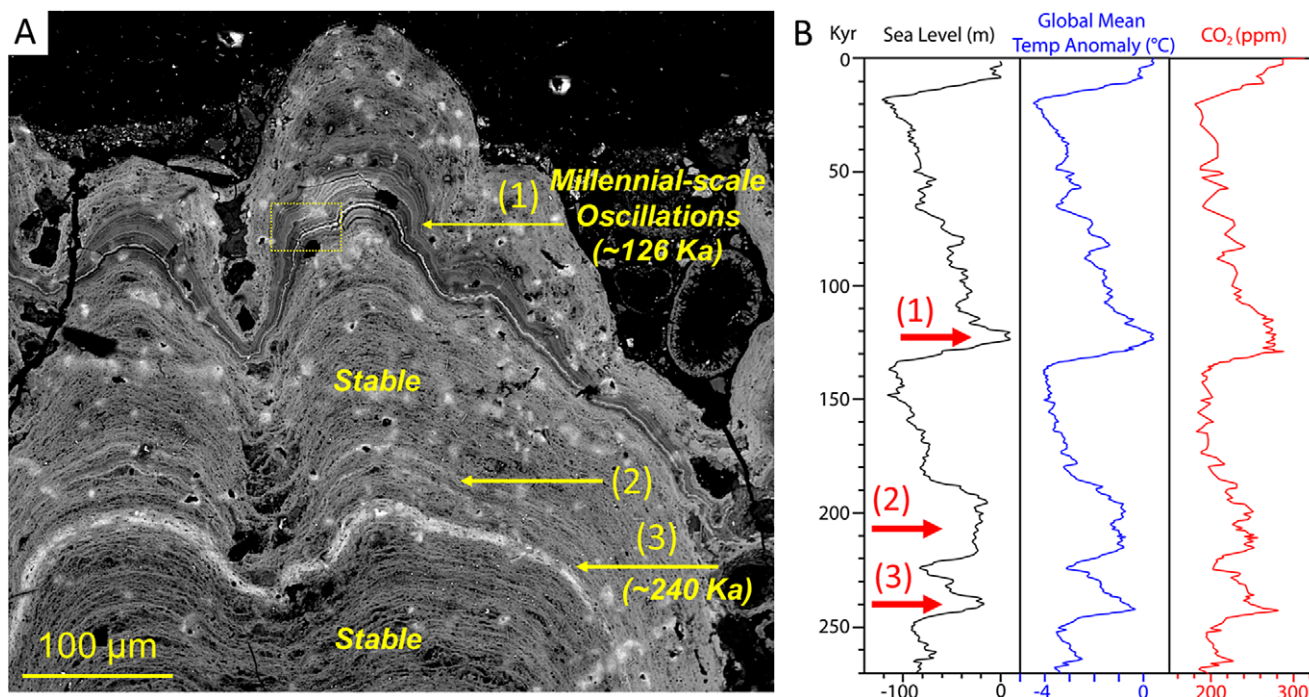 A
(1)
Millennial-scale
Oscillations
(~126 Ka)
Stable
(2)
(3)
(~240 Ka)
Stable
100 µm
B
Kyr
Sea Level (m)
Global Mean
Temp Anomaly (°C)
CO₂ (ppm)
0
50
(1)
100
150
(2)
200
(3)
250
-100
0
-4
0
200
300